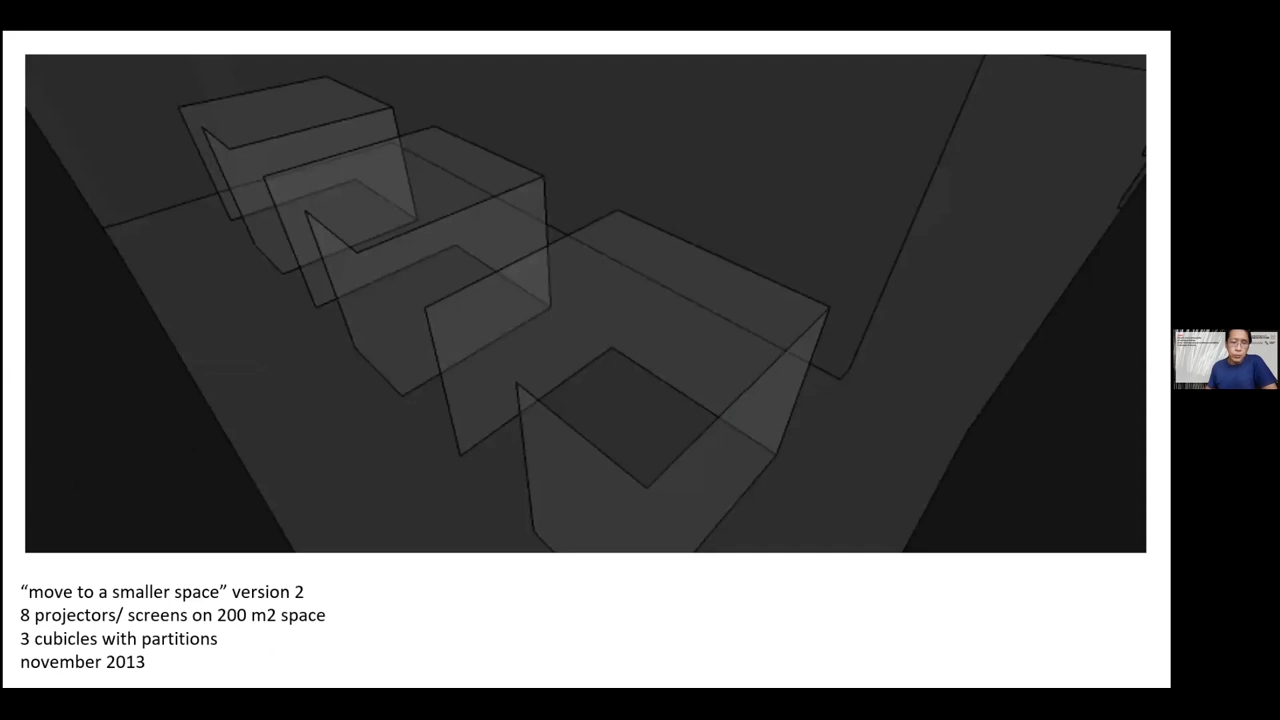 “move to a smaller space” version 2
8 projectors/ screens on 200 m2 space
3 cubicles with partitions
november 2013